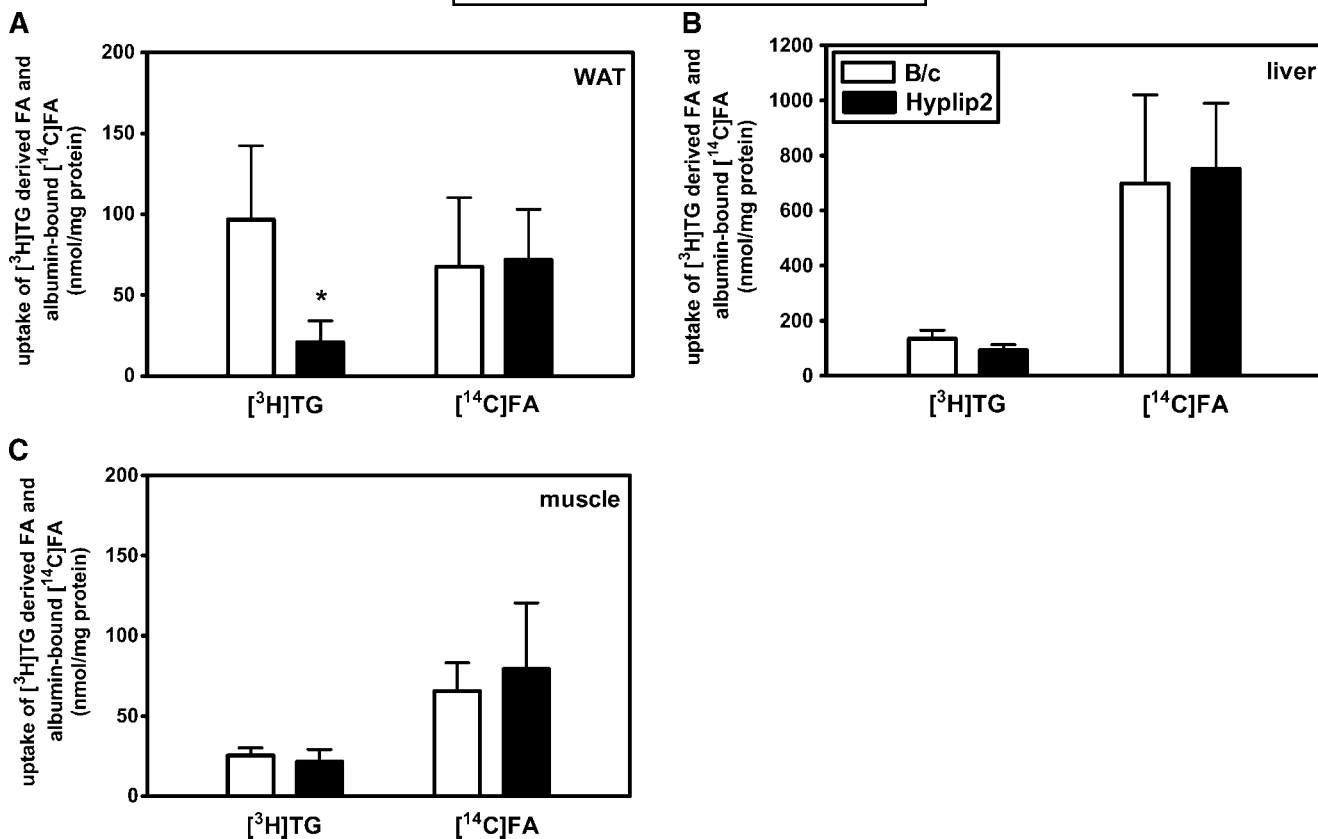 A
uptake of [³H]TG derived FA and
albumin-bound [¹⁴C]FA
(nmol/mg protein)
200
150
100
50
0
WAT
*
[³H]TG
[¹⁴C]FA
B
uptake of [³H]TG derived FA and
albumin-bound [¹⁴C]FA
(nmol/mg protein)
1200
1000
800
600
400
200
0
B/c
Hyplip2
liver
[³H]TG
[¹⁴C]FA
C
uptake of [³H]TG derived FA and
albumin-bound [¹⁴C]FA
(nmol/mg protein)
200
150
100
50
0
muscle
[³H]TG
[¹⁴C]FA